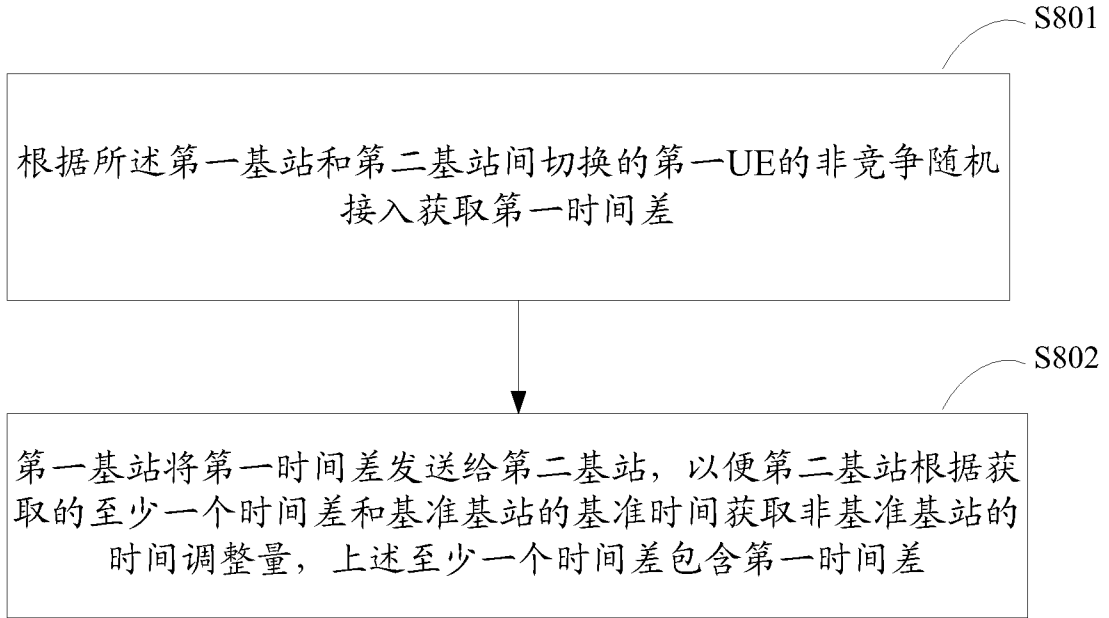 S801
根据所述第一基站和第二基站间切换的第一UE的非竞争随机
接入获取第一时间差
S802
第一基站将第一时间差发送给第二基站，以便第二基站根据获
取的至少一个时间差和基准基站的基准时间获取非基准基站的
时间调整量，上述至少一个时间差包含第一时间差